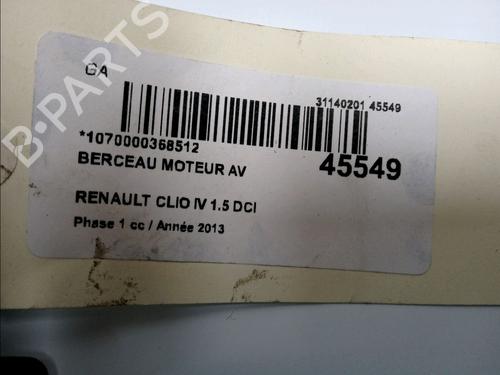 GA
31140201 45549
*1070000368512
BERCEAU MOTEUR AV
45549
RENAULT CLIO IV 1.5 DCI
Phase 1 cc / Année 2013
B-PARTS